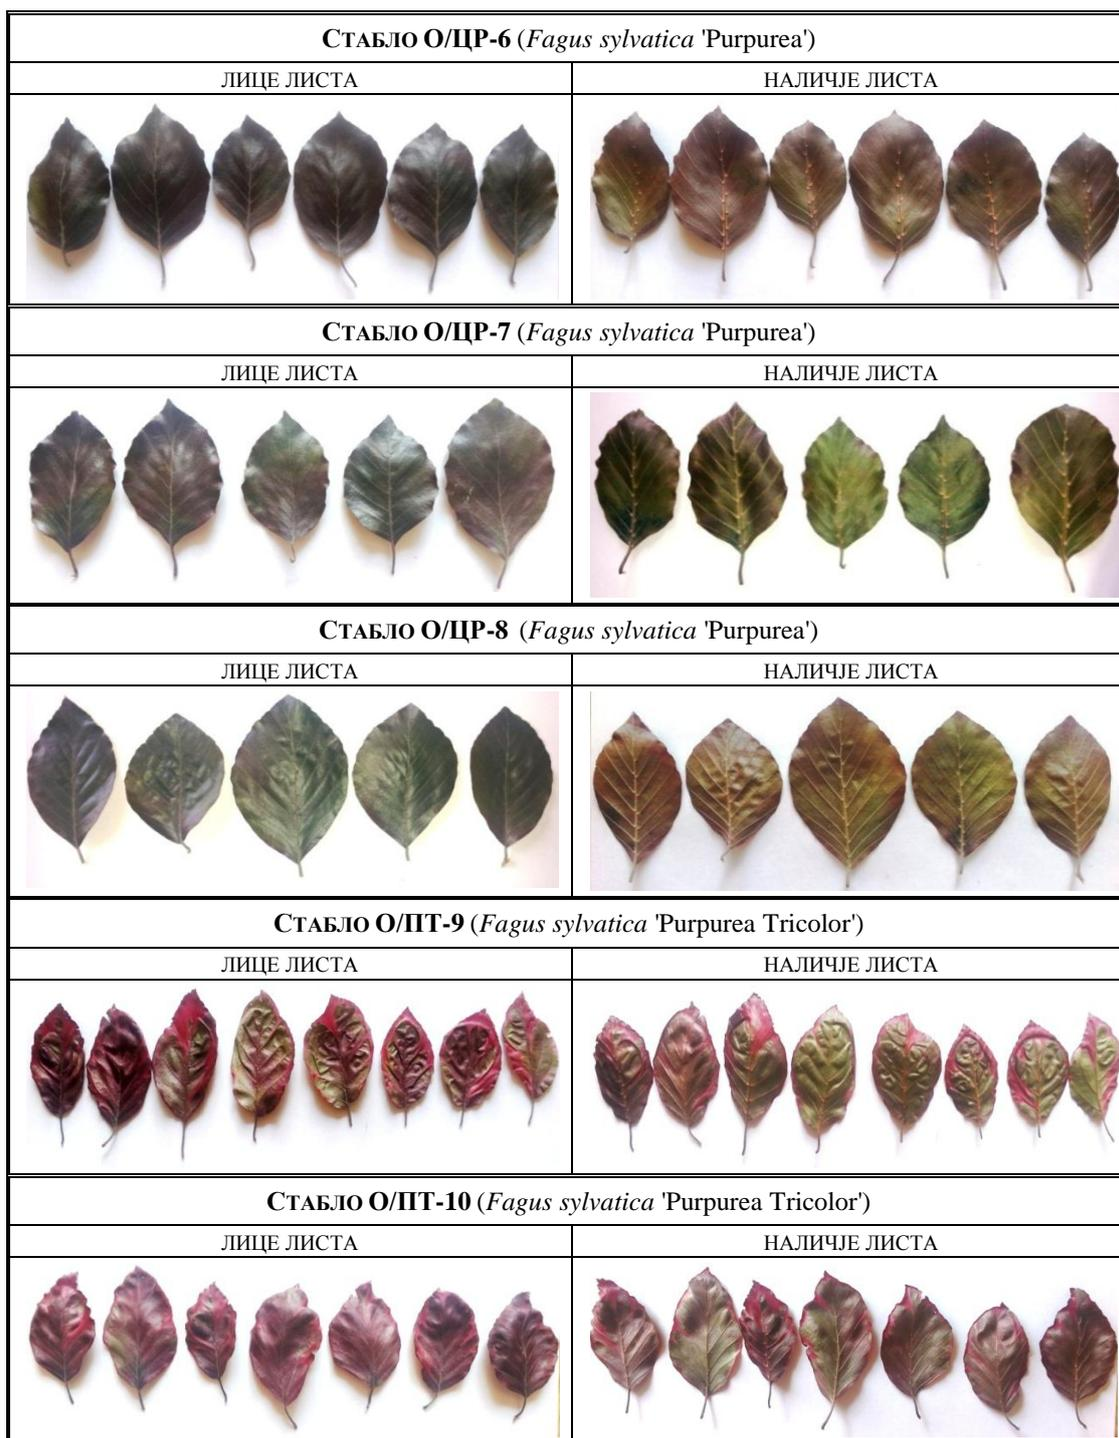 СТАБЛО О/ЦР-6 (Fagus sylvatica 'Purpurea')
ЛИЦЕ ЛИСТА НАЛИЧЈЕ ЛИСТА
СТАБЛО О/ЦР-7 (Fagus sylvatica 'Purpurea')
ЛИЦЕ ЛИСТА НАЛИЧЈЕ ЛИСТА
СТАБЛО О/ЦР-8 (Fagus sylvatica 'Purpurea')
ЛИЦЕ ЛИСТА НАЛИЧЈЕ ЛИСТА
СТАБЛО О/ПТ-9 (Fagus sylvatica 'Purpurea Tricolor')
ЛИЦЕ ЛИСТА НАЛИЧЈЕ ЛИСТА
СТАБЛО О/ПТ-10 (Fagus sylvatica 'Purpurea Tricolor')
ЛИЦЕ ЛИСТА НАЛИЧЈЕ ЛИСТА